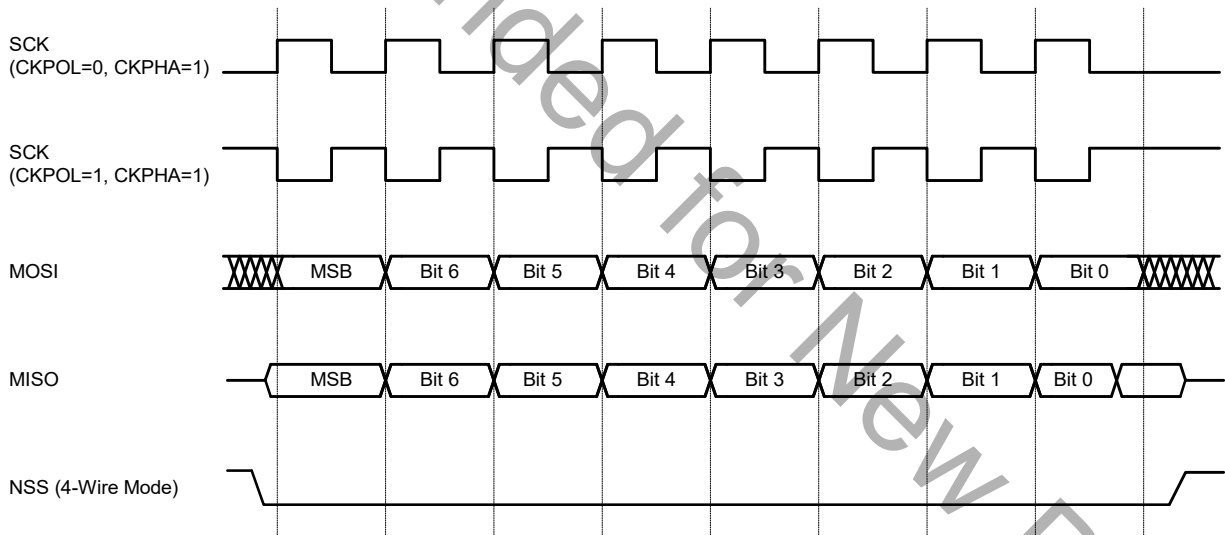 SCK
(CKPOL=0, CKPHA=1)
SCK
(CKPOL=1, CKPHA=1)
MOSI
MSB
Bit 6
Bit 5
Bit 4
Bit 3
Bit 2
Bit 1
Bit 0
MISO
MSB
Bit 6
Bit 5
Bit 4
Bit 3
Bit 2
Bit 1
Bit 0
NSS (4-Wire Mode)
for New